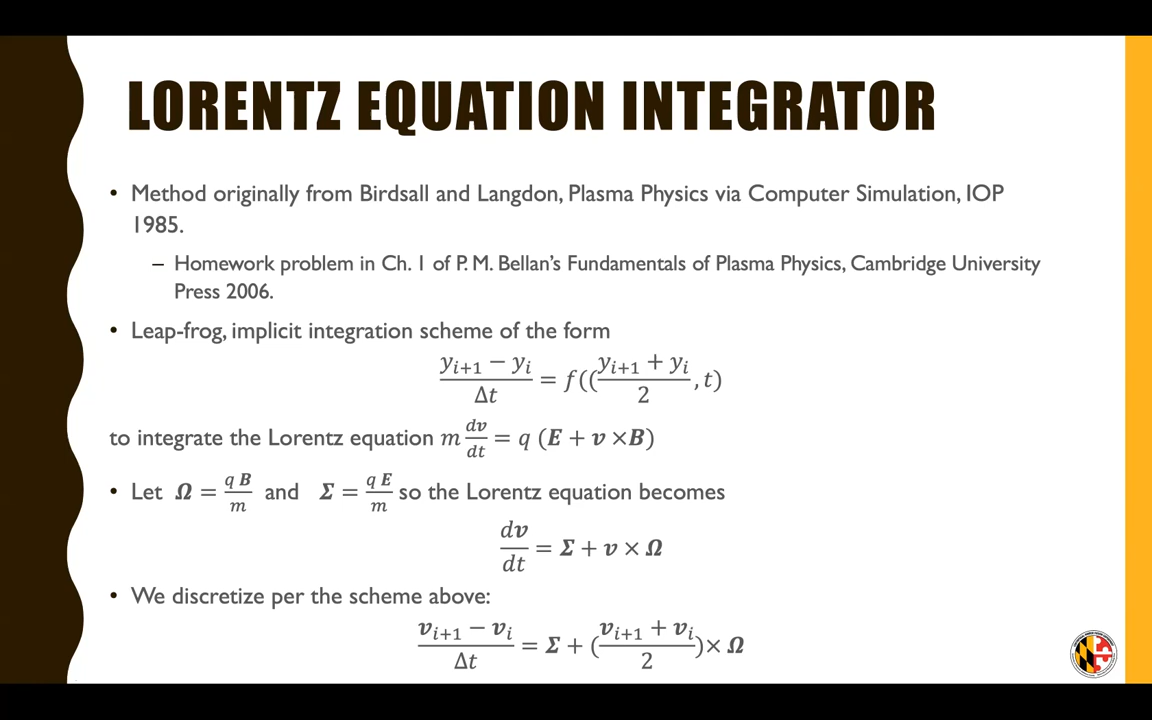 LORENTZ EQUATION INTEGRATOR
• Method originally from Birdsall and Langdon, Plasma Physics via Computer Simulation, IOP
1985.
– Homework problem in Ch. 1 of P. M. Bellan's Fundamentals of Plasma Physics, Cambridge University
Press 2006.
• Leap-frog, implicit integration scheme of the form
(y_{i+1} − y_i)/Δt = f(((y_{i+1} + y_i)/2, t)
to integrate the Lorentz equation m dv/dt = q (E + v ×B)
• Let Ω = q B/m and Σ = q E/m so the Lorentz equation becomes
dv/dt = Σ + v × Ω
• We discretize per the scheme above:
(v_{i+1} − v_i)/Δt = Σ + ((v_{i+1} + v_i)/2)× Ω